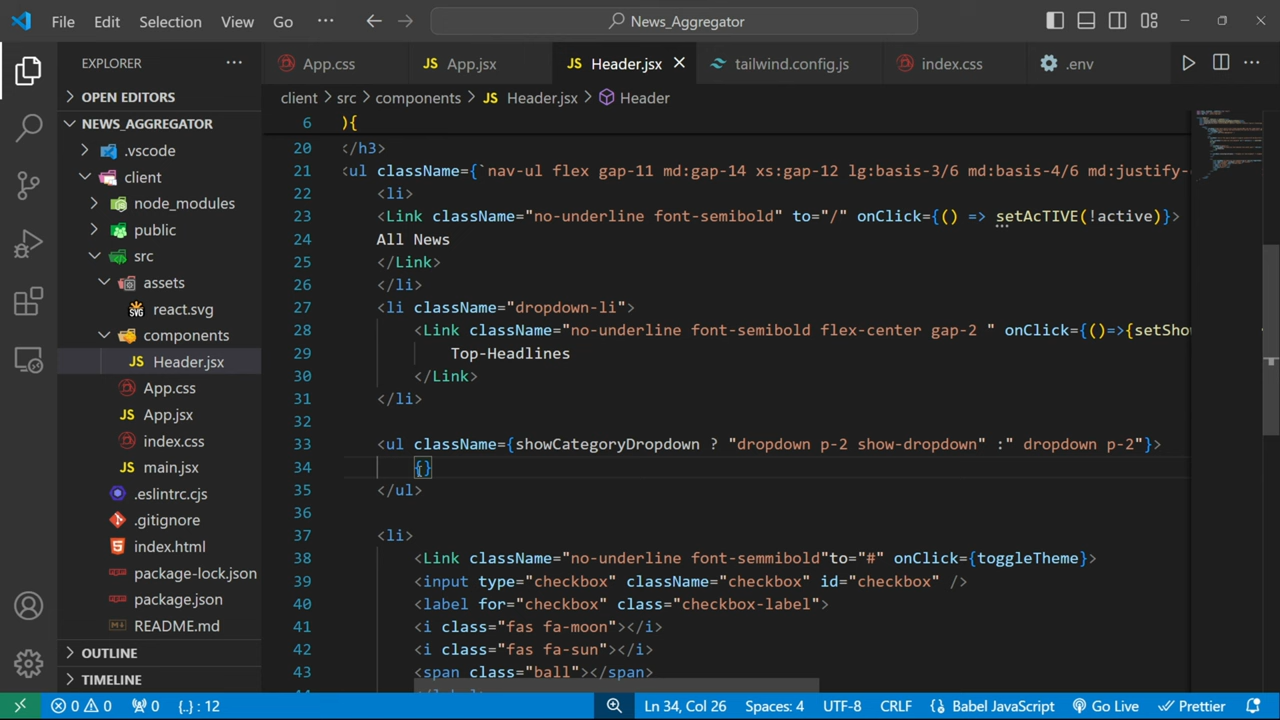 File Edit Selection View Go ··· News_Aggregator
EXPLORER ···
App.css JS App.jsx JS Header.jsx tailwind.config.js index.css .env ···
OPEN EDITORS
NEWS_AGGREGATOR
.vscode
client
node_modules
public
src
assets
react.svg
components
JS Header.jsx
App.css
JS App.jsx
index.css
JS main.jsx
.eslintrc.cjs
.gitignore
index.html
package-lock.json
package.json
README.md
OUTLINE
TIMELINE
client > src > components > JS Header.jsx > Header
6 ){
20 </h3>
21 <ul className={`nav-ul flex gap-11 md:gap-14 xs:gap-12 lg:basis-3/6 md:basis-4/6 md:justify-
22 <li>
23 <Link className="no-underline font-semibold" to="/" onClick={() => setAcTIVE(!active)}>
24 All News
25 </Link>
26 </li>
27 <li className="dropdown-li">
28 <Link className="no-underline font-semibold flex-center gap-2 " onClick={()=>{setSho
29 Top-Headlines
30 </Link>
31 </li>
32
33 <ul className={showCategoryDropdown ? "dropdown p-2 show-dropdown" :" dropdown p-2"}>
34 {}
35 </ul>
36
37 <li>
38 <Link className="no-underline font-semmibold"to="#" onClick={toggleTheme}>
39 <input type="checkbox" className="checkbox" id="checkbox" />
40 <label for="checkbox" class="checkbox-label">
41 <i class="fas fa-moon"></i>
42 <i class="fas fa-sun"></i>
43 <span class="ball"></span>
0 0 0 {..} : 12 Ln 34, Col 26 Spaces: 4 UTF-8 CRLF Babel JavaScript Go Live Prettier